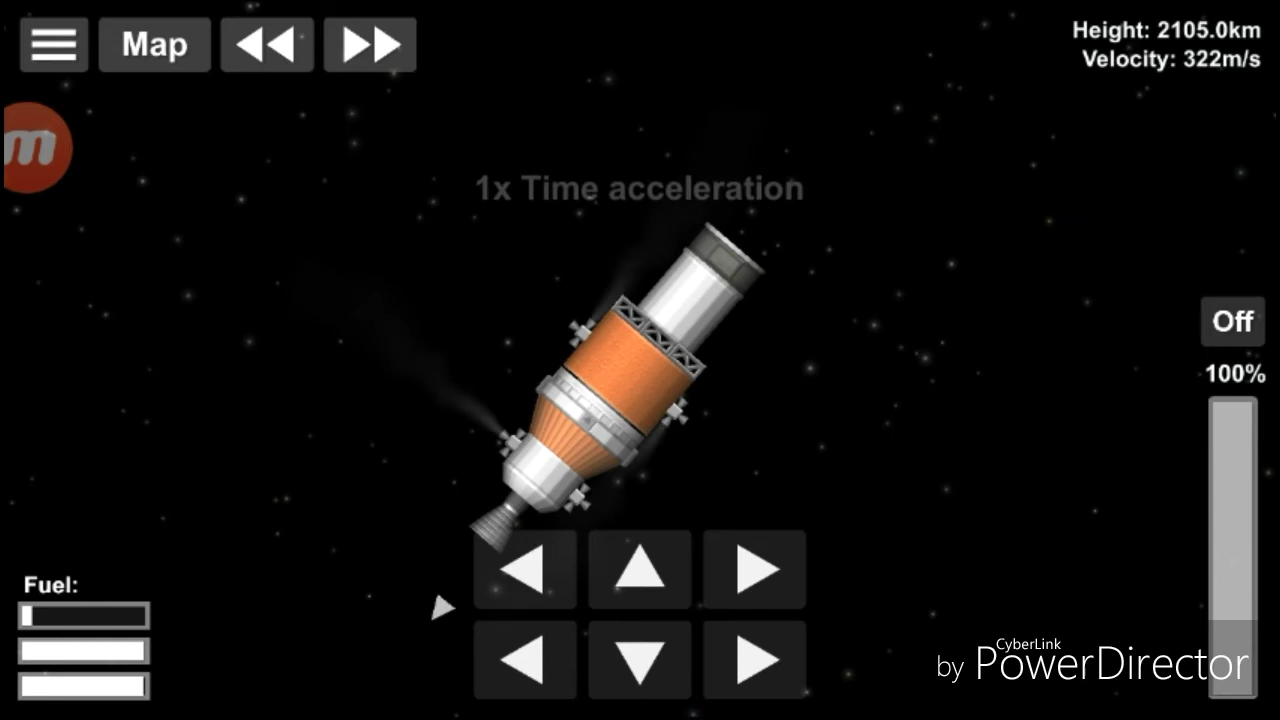 Map
Height: 2105.0km
Velocity: 322m/s
m
1x Time acceleration
Off
100%
Fuel:
CyberLink
by PowerDirector